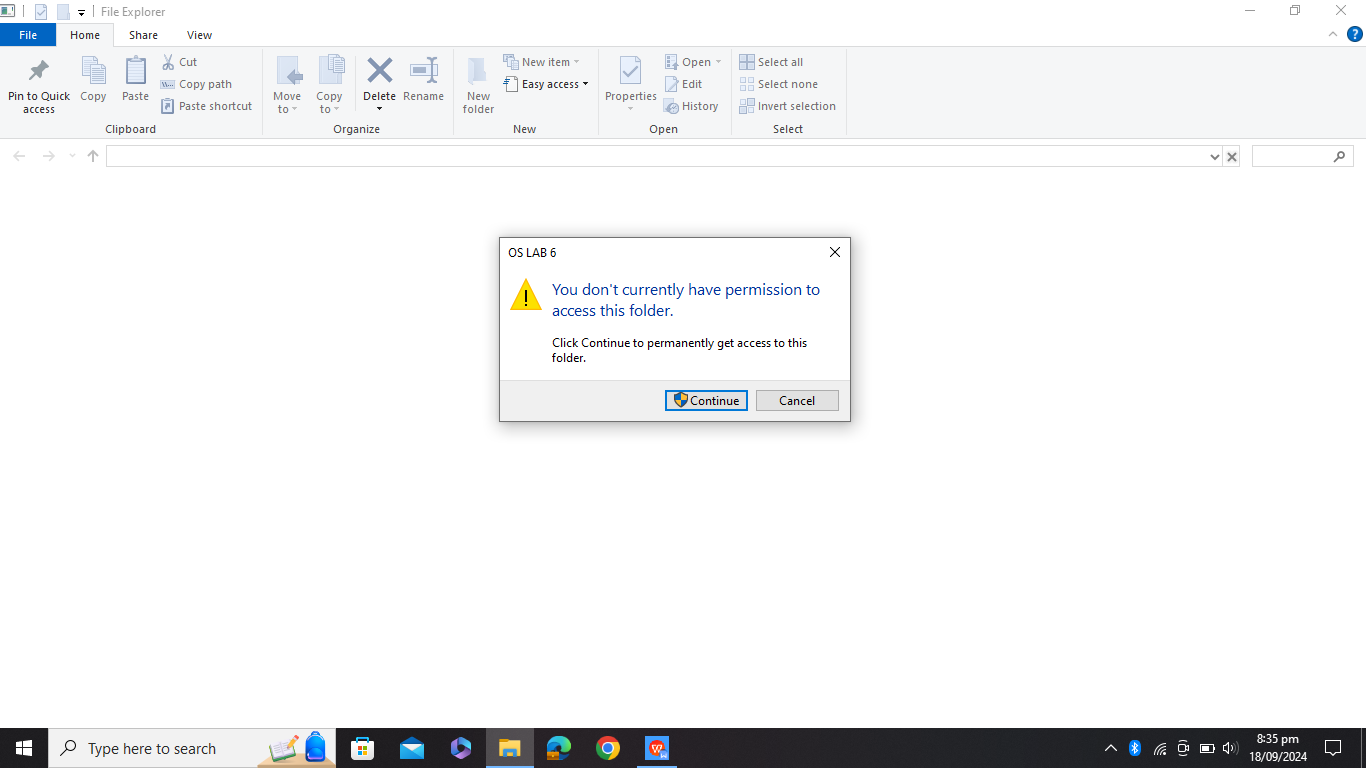 File Explorer
File Home Share View
Pin to Quick access
Copy
Paste
Cut
Copy path
Paste shortcut
Clipboard
Move to
Copy to
Delete
Rename
Organize
New folder
New item
Easy access
New
Properties
Open
Edit
History
Open
Select all
Select none
Invert selection
Select
OS LAB 6
You don't currently have permission to
access this folder.
Click Continue to permanently get access to this
folder.
Continue Cancel
Type here to search
8:35 pm
18/09/2024